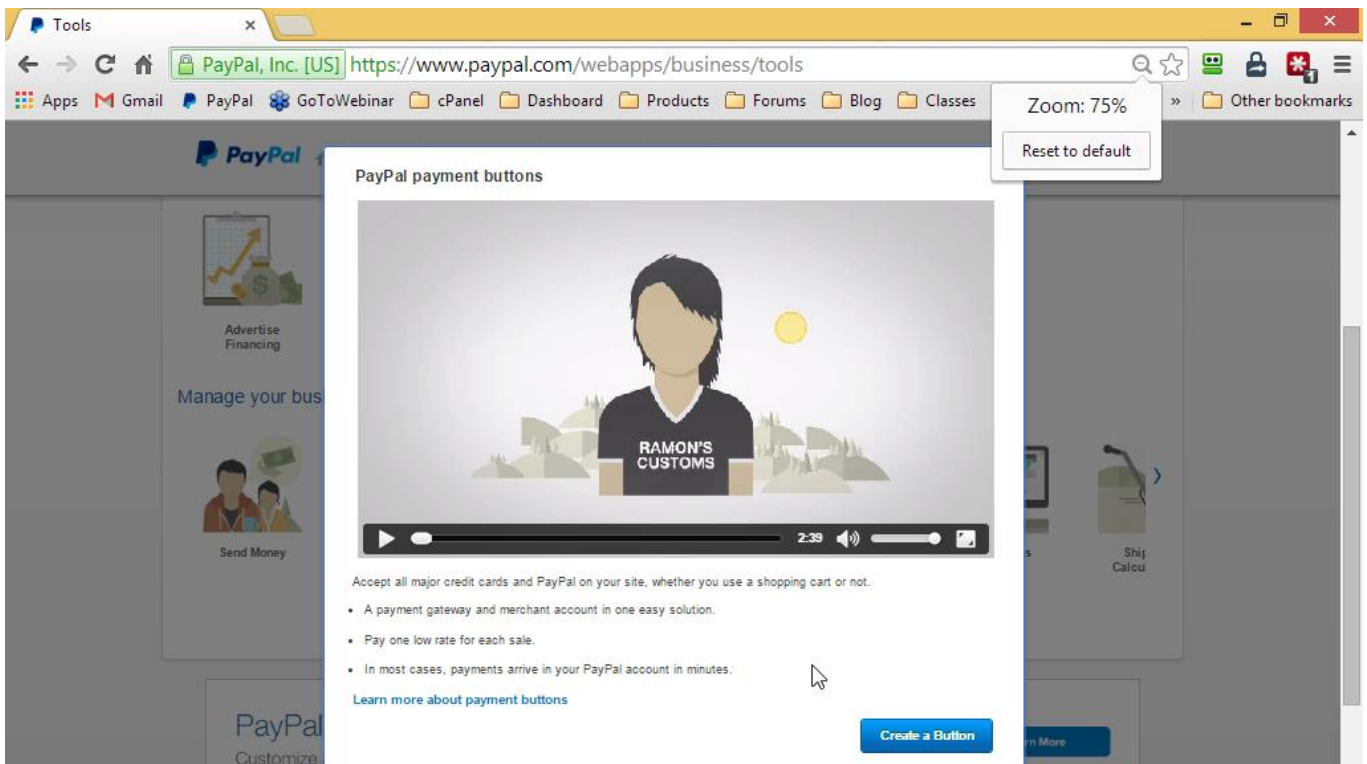 Tools
PayPal, Inc. [US] https://www.paypal.com/webapps/business/tools
1
Apps Gmail PayPal GoToWebinar cPanel Dashboard Products Forums Blog Classes » Other bookmarks
Zoom: 75%
Reset to default
PayPal
PayPal payment buttons
Advertise
Financing
Manage your bus
RAMON'S
CUSTOMS
2:39
Send Money
s
Ship
Calcu
Accept all major credit cards and PayPal on your site, whether you use a shopping cart or not.
• A payment gateway and merchant account in one easy solution.
• Pay one low rate for each sale.
• In most cases, payments arrive in your PayPal account in minutes.
Learn more about payment buttons
Create a Button
PayPal
Customize
rn More